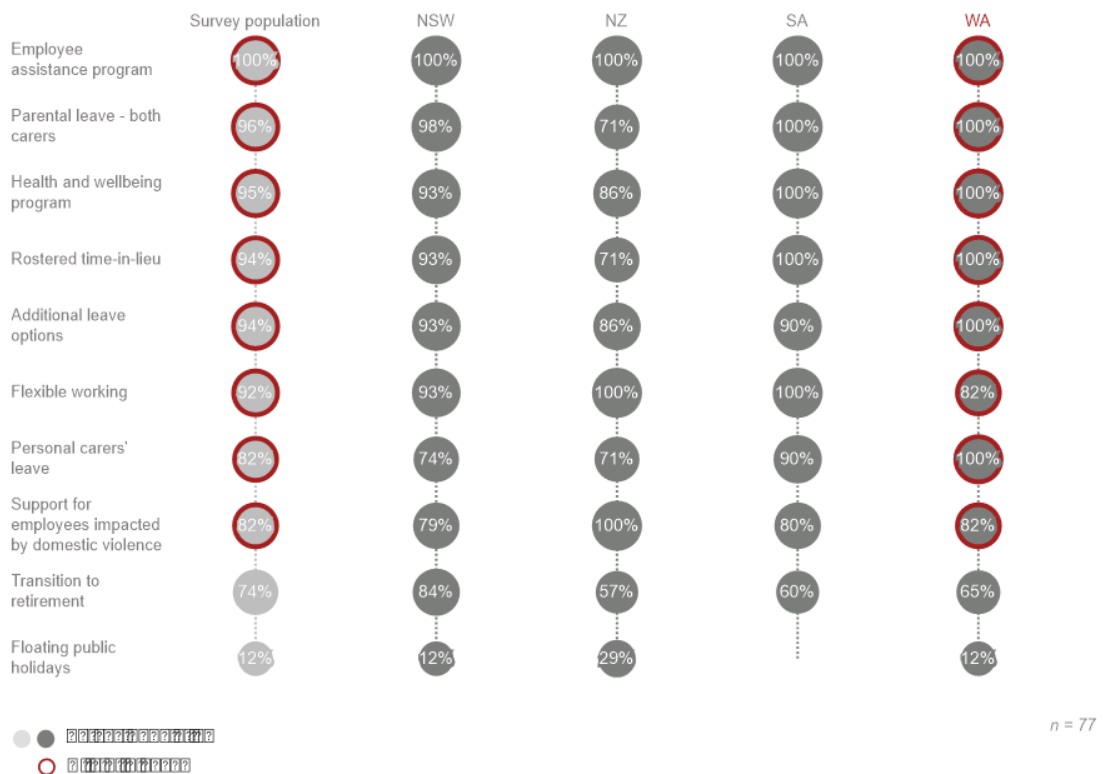 Survey population NSW NZ SA WA
Employee
assistance program
100% 100% 100% 100% 100%
Parental leave - both
carers
96% 98% 71% 100% 100%
Health and wellbeing
program
95% 93% 86% 100% 100%
Rostered time-in-lieu 94% 93% 71% 100% 100%
Additional leave
options
94% 93% 86% 90% 100%
Flexible working 92% 93% 100% 100% 82%
Personal carers'
leave
82% 74% 71% 90% 100%
Support for
employees impacted
by domestic violence
82% 79% 100% 80% 82%
Transition to
retirement
74% 84% 57% 60% 65%
Floating public
holidays
12% 12% 29% 12%
n = 77